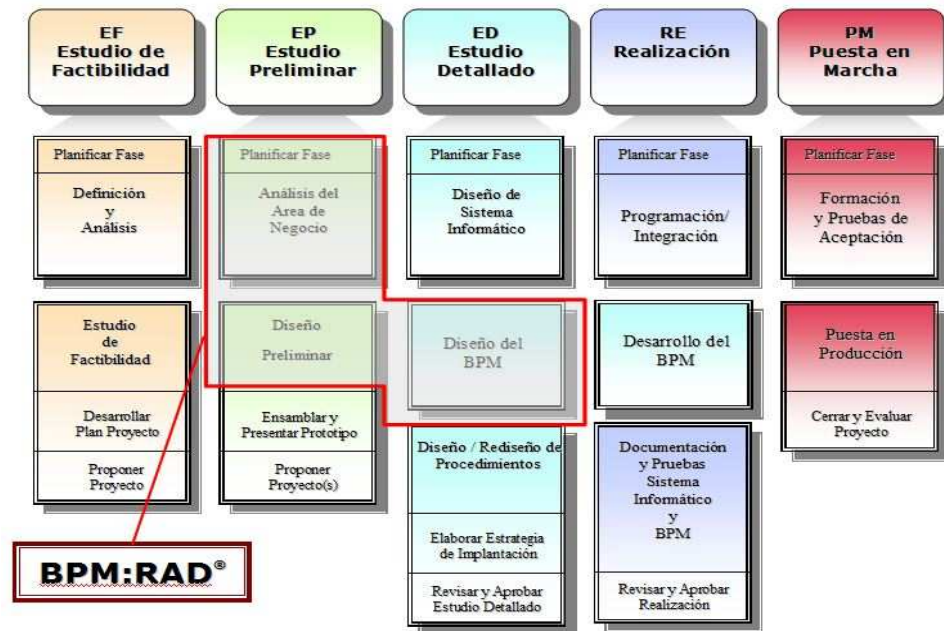 EF
Estudio de
Factibilidad
EP
Estudio
Preliminar
ED
Estudio
Detallado
RE
Realización
PM
Puesta en
Marcha
Planificar Fase
Definición
y
Análisis
Estudio
de
Factibilidad
Desarrollar
Plan Proyecto
Proponer
Proyecto
Planificar Fase
Análisis del
Area de
Negocio
Diseño
Preliminar
Ensamblar y
Presentar Prototipo
Proponer
Proyecto(s)
Planificar Fase
Diseño de
Sistema
Informático
Diseño del
BPM
Diseño / Rediseño de
Procedimientos
Elaborar Estrategia
de Implantación
Revisar y Aprobar
Estudio Detallado
Planificar Fase
Programación/
Integración
Desarrollo del
BPM
Documentación
y Pruebas
Sistema
Informático
y
BPM
Revisar y Aprobar
Realización
Planificar Fase
Formación
y Pruebas de
Aceptación
Puesta en
Producción
Cerrar y Evaluar
Proyecto
BPM:RAD®